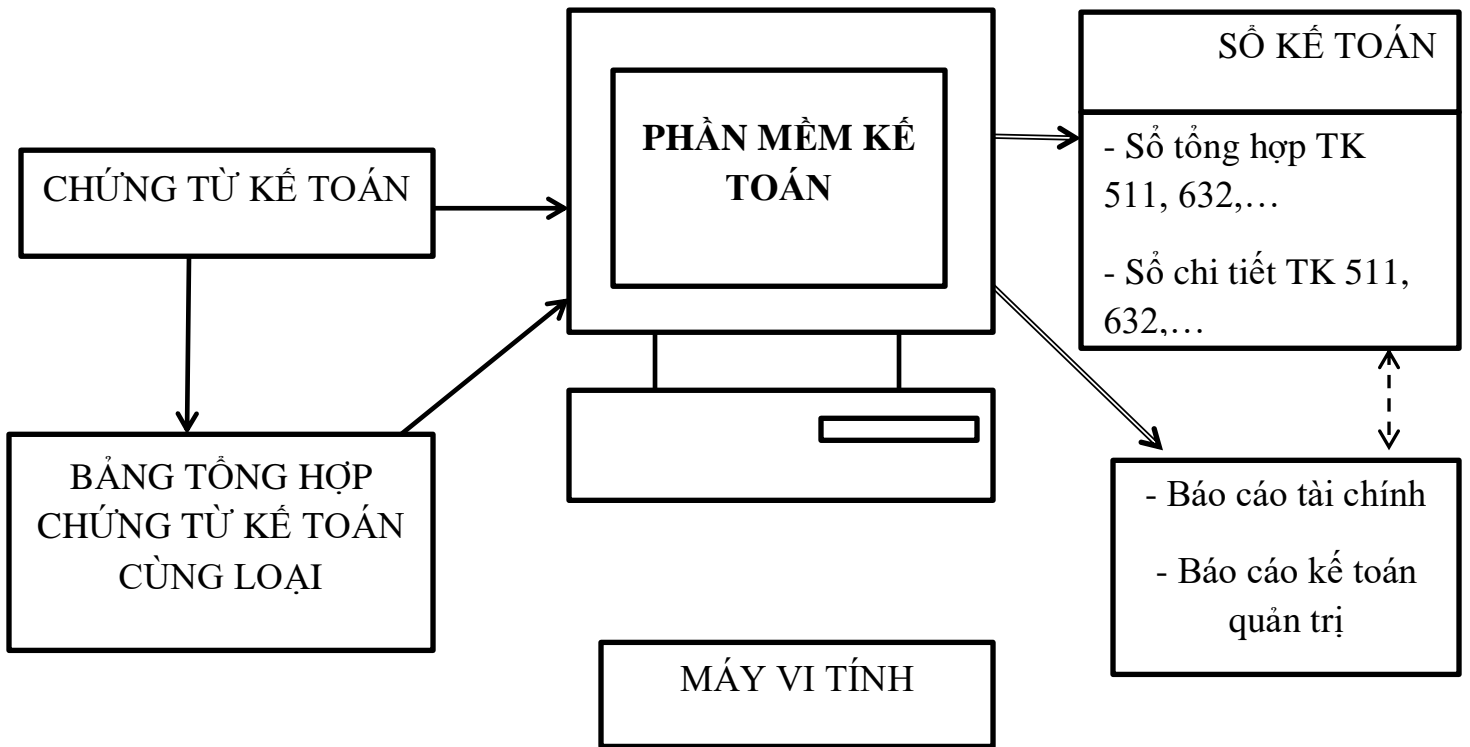 CHỨNG TỪ KẾ TOÁN
BẢNG TỔNG HỢP
CHỨNG TỪ KẾ TOÁN
CÙNG LOẠI
PHẦN MỀM KẾ
TOÁN
MÁY VI TÍNH
SỔ KẾ TOÁN
- Sổ tổng hợp TK
511, 632,…
- Sổ chi tiết TK 511,
632,…
- Báo cáo tài chính
- Báo cáo kế toán
quản trị